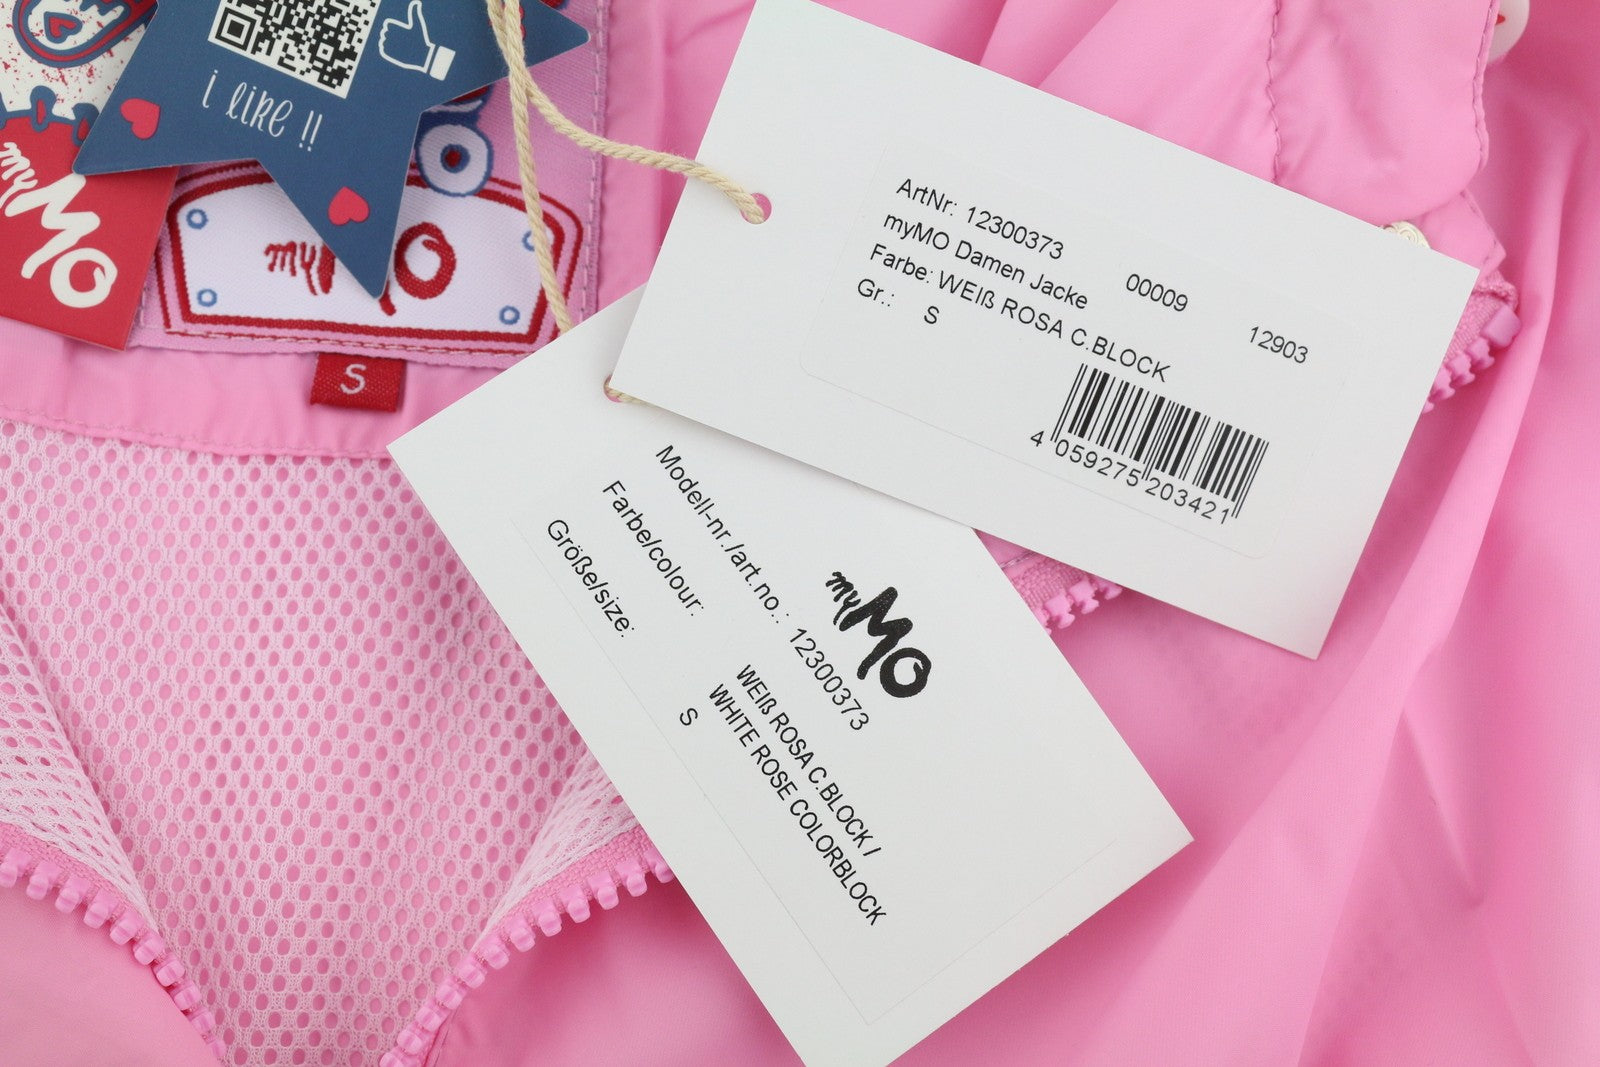 i like !!
myMO
myMO
S
ArtNr: 12300373
myMO Damen Jacke 00009
Farbe: WEIß ROSA C.BLOCK 12903
Gr.: S
4 059275 203421
myMO
Modell-nr./art.no.: 12300373
Farbe/colour: WEIß ROSA C.BLOCK /
WHITE ROSE COLORBLOCK
Größe/size: S